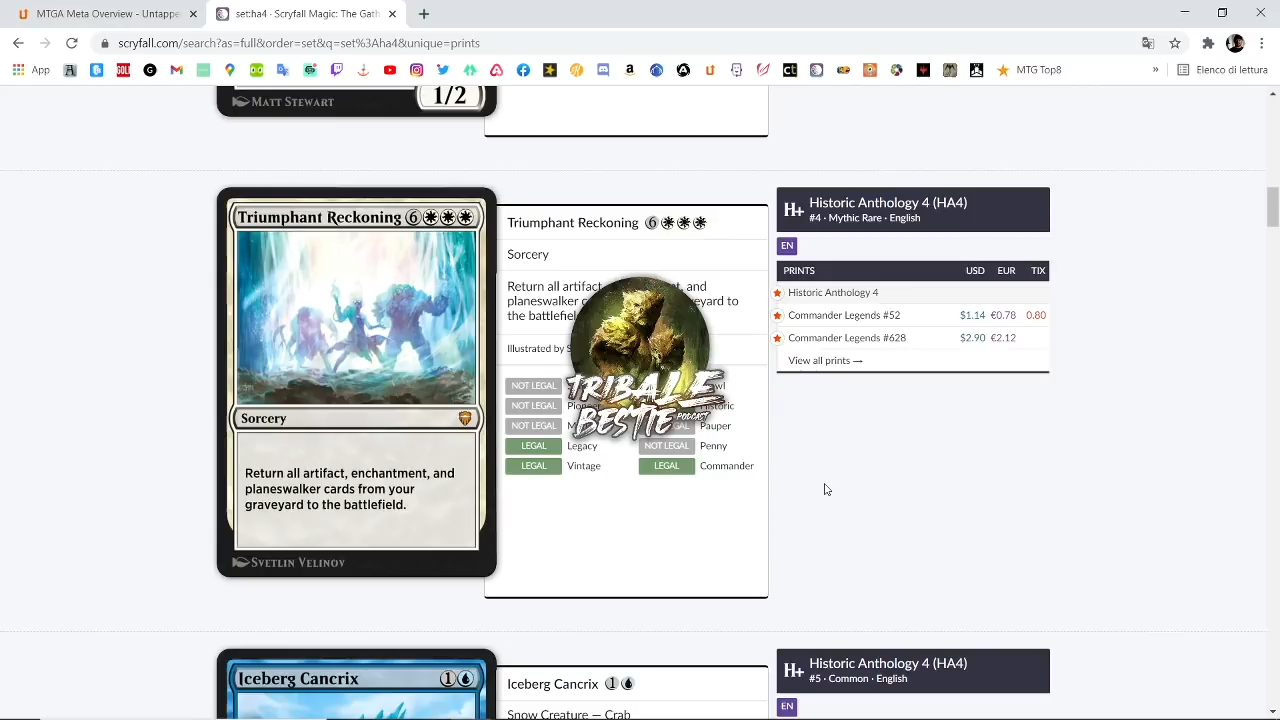 MTGA Meta Overview - Untappe
set:ha4 · Scryfall Magic: The Gath
scryfall.com/search?as=full&order=set&q=set%3Aha4&unique=prints
App
MTG Top8
»
Elenco di lettura
MATT STEWART
1/2
Triumphant Reckoning 6
Sorcery
Return all artifact, enchantment, and
planeswalker cards from your
graveyard to the battlefield.
SVETLIN VELINOV
Triumphant Reckoning 6
Sorcery
Return all artifact, and
planeswalker yard to
the battlefiel
Illustrated by S
NOT LEGAL
NOT LEGAL Historic
NOT LEGAL Pauper
LEGAL Legacy NOT LEGAL Penny
LEGAL Vintage LEGAL Commander
TRIBALE
BESTIE PODCAST
H+ Historic Anthology 4 (HA4)
#4 · Mythic Rare · English
EN
PRINTS USD EUR TIX
Historic Anthology 4
Commander Legends #52 $1.14 €0.78 0.80
Commander Legends #628 $2.90 €2.12
View all prints →
Iceberg Cancrix 1
Iceberg Cancrix 1
Snow Creature — Crab
H+ Historic Anthology 4 (HA4)
#5 · Common · English
EN